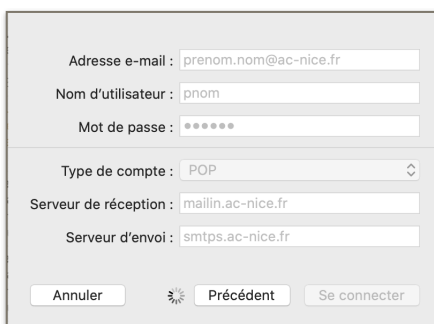 Adresse e-mail : prenom.nom@ac-nice.fr
Nom d'utilisateur : pnom
Mot de passe : ●●●●●●
Type de compte : POP
Serveur de réception : mailin.ac-nice.fr
Serveur d'envoi : smtps.ac-nice.fr
Annuler Précédent Se connecter